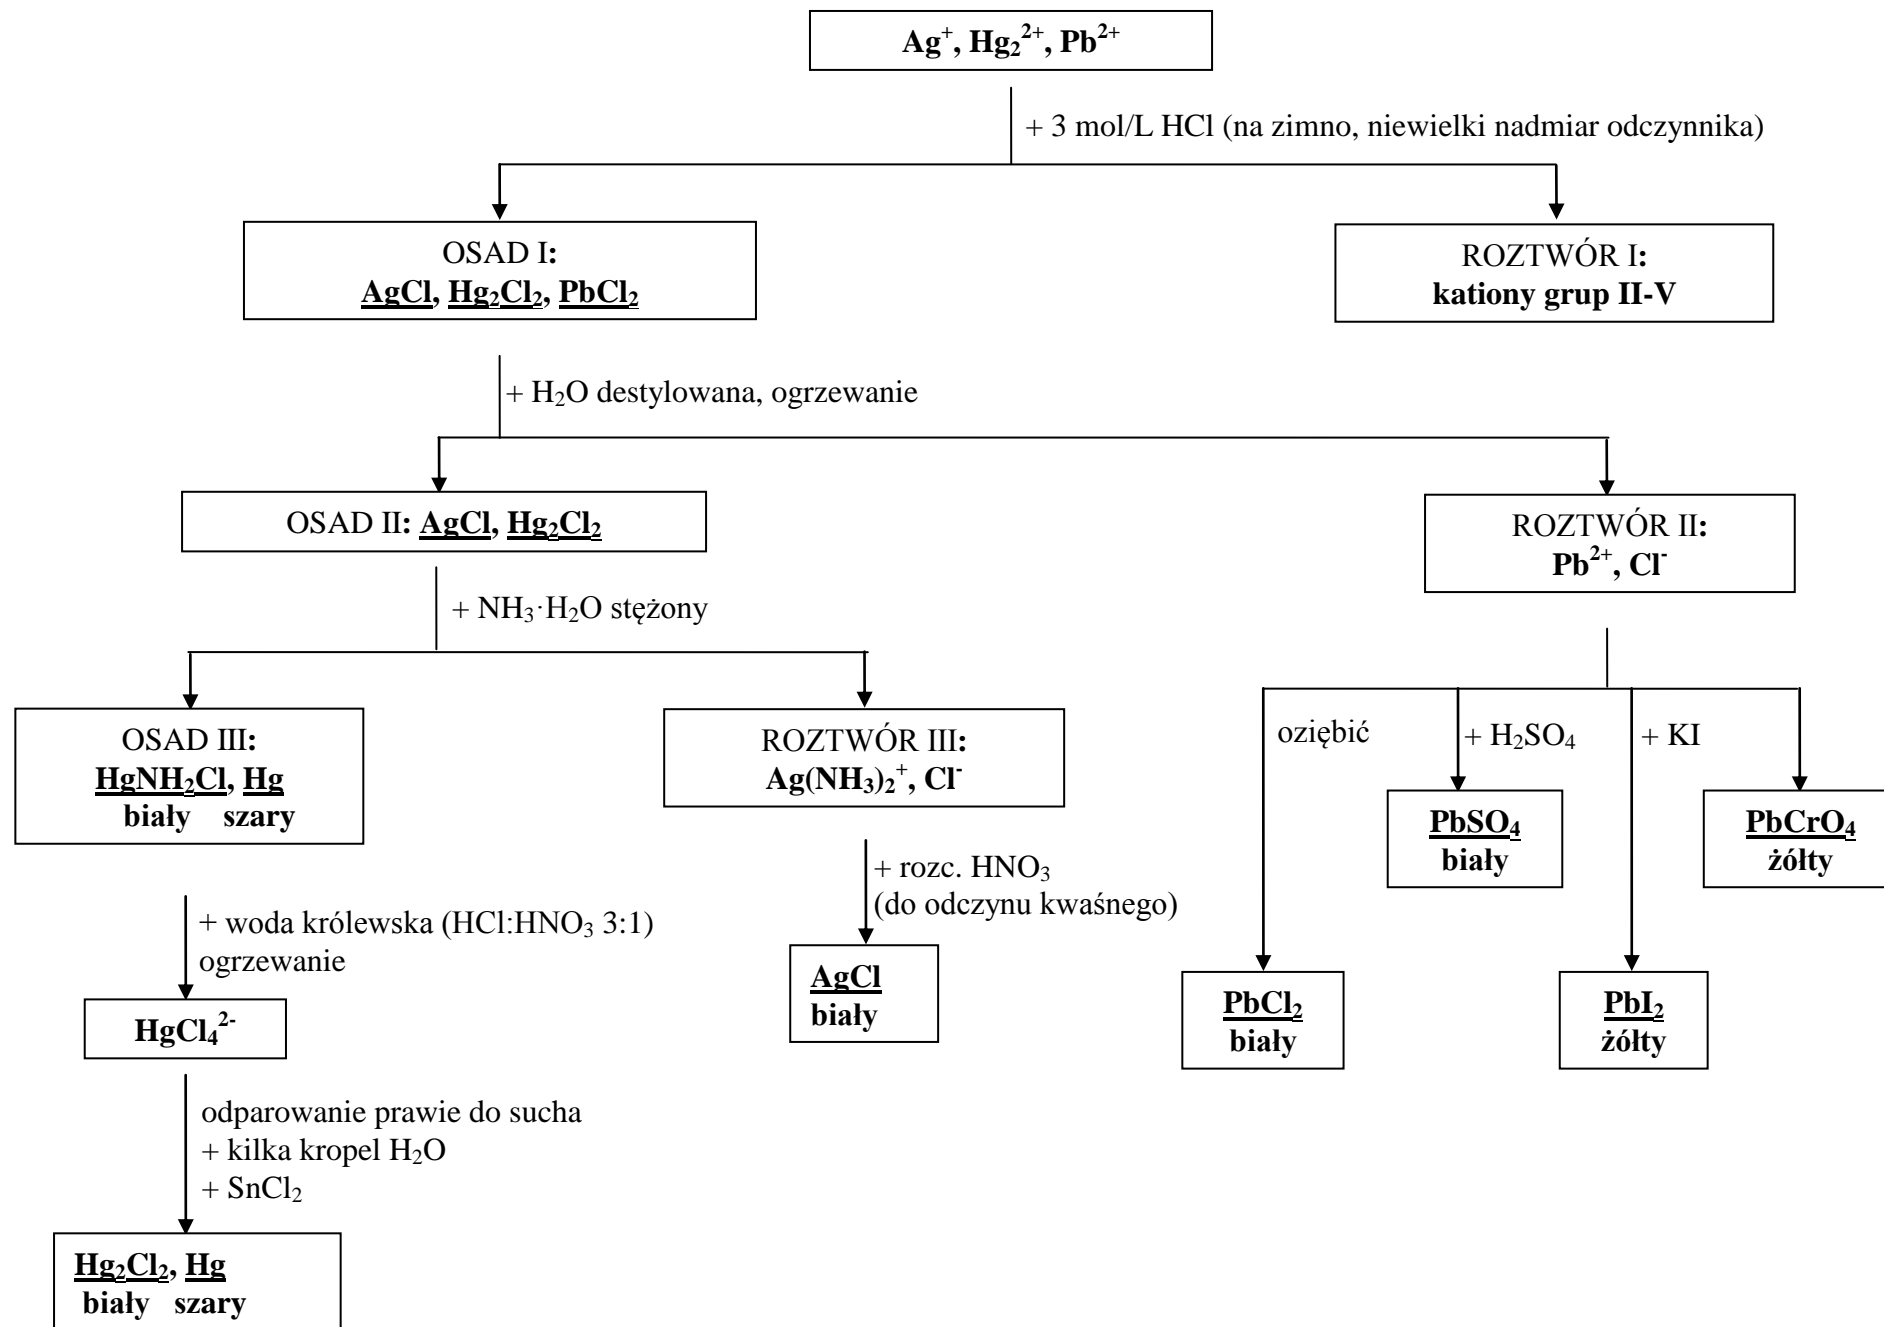 Ag⁺, Hg₂²⁺, Pb²⁺
+ 3 mol/L HCl (na zimno, niewielki nadmiar odczynnika)
OSAD I:
AgCl, Hg₂Cl₂, PbCl₂
ROZTWÓR I:
kationy grup II-V
+ H₂O destylowana, ogrzewanie
OSAD II: AgCl, Hg₂Cl₂
ROZTWÓR II:
Pb²⁺, Cl⁻
+ NH₃·H₂O stężony
OSAD III:
HgNH₂Cl, Hg
biały szary
ROZTWÓR III:
Ag(NH₃)₂⁺, Cl⁻
oziębić
+ H₂SO₄
+ KI
PbSO₄
biały
PbCrO₄
żółty
+ woda królewska (HCl:HNO₃ 3:1)
ogrzewanie
+ rozc. HNO₃
(do odczynu kwaśnego)
HgCl₄²⁻
AgCl
biały
PbCl₂
biały
PbI₂
żółty
odparowanie prawie do sucha
+ kilka kropel H₂O
+ SnCl₂
Hg₂Cl₂, Hg
biały szary